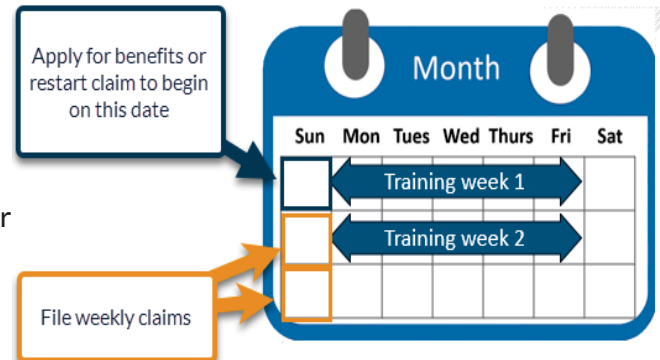 Apply for benefits or
restart claim to begin
on this date
Month
Sun Mon Tues Wed Thurs Fri Sat
Training week 1
r
Training week 2
File weekly claims